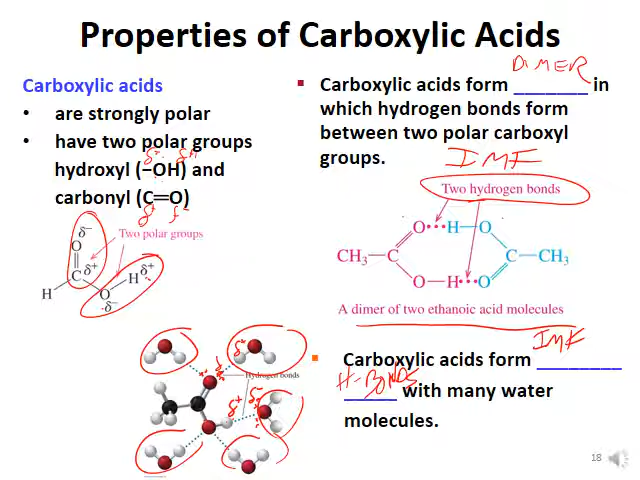 Properties of Carboxylic Acids
Carboxylic acids
• are strongly polar
• have two polar groups
hydroxyl (−OH) and
carbonyl (C=O)
δ- δ+
δ+ δ-
δ-
O
Two polar groups
δ+
C
H
O
H
δ+
δ-
DIMER
▪ Carboxylic acids form _______ in
which hydrogen bonds form
between two polar carboxyl
groups.
IMF
Two hydrogen bonds
O•••H—O
CH3—C
C—CH3
O—H•••O
A dimer of two ethanoic acid molecules
IMF
▪ Carboxylic acids form ________
H-BONDS
_____ with many water
molecules.
Hydrogen bonds
δ+
δ-
δ+
δ-
18